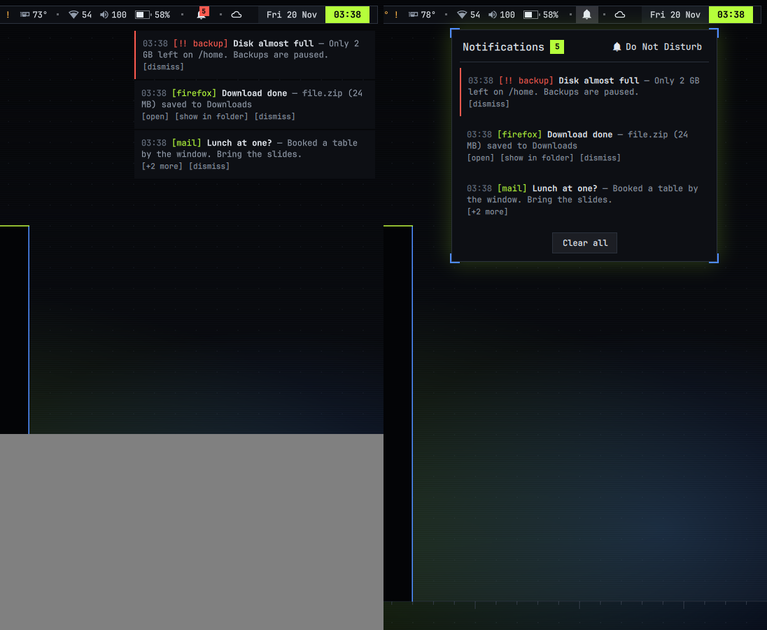 ! 73° 54 100 58% 5 Fri 20 Nov 03:38
03:38 [!! backup] Disk almost full — Only 2
GB left on /home. Backups are paused.
[dismiss]
03:38 [firefox] Download done — file.zip (24
MB) saved to Downloads
[open] [show in folder] [dismiss]
03:38 [mail] Lunch at one? — Booked a table
by the window. Bring the slides.
[+2 more] [dismiss]
° ! 78° 54 100 58% Fri 20 Nov 03:38
Notifications 5 Do Not Disturb
03:38 [!! backup] Disk almost full — Only 2 GB
left on /home. Backups are paused.
[dismiss]
03:38 [firefox] Download done — file.zip (24
MB) saved to Downloads
[open] [show in folder] [dismiss]
03:38 [mail] Lunch at one? — Booked a table by
the window. Bring the slides.
[+2 more]
Clear all